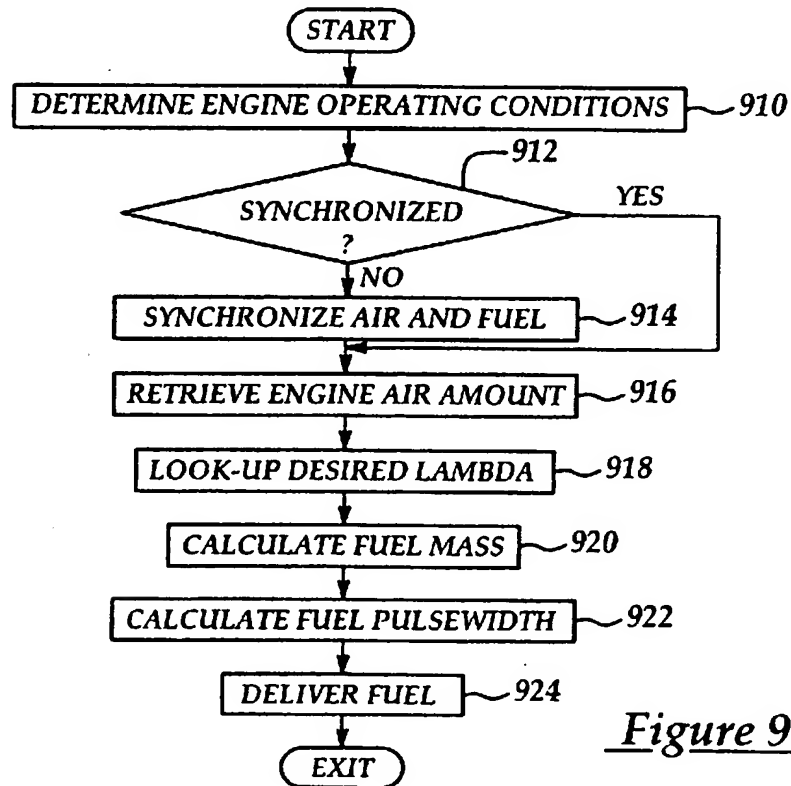 START
DETERMINE ENGINE OPERATING CONDITIONS
910
912
SYNCHRONIZED
?
YES
NO
SYNCHRONIZE AIR AND FUEL
914
RETRIEVE ENGINE AIR AMOUNT
916
LOOK-UP DESIRED LAMBDA
918
CALCULATE FUEL MASS
920
CALCULATE FUEL PULSEWIDTH
922
DELIVER FUEL
924
EXIT
Figure 9